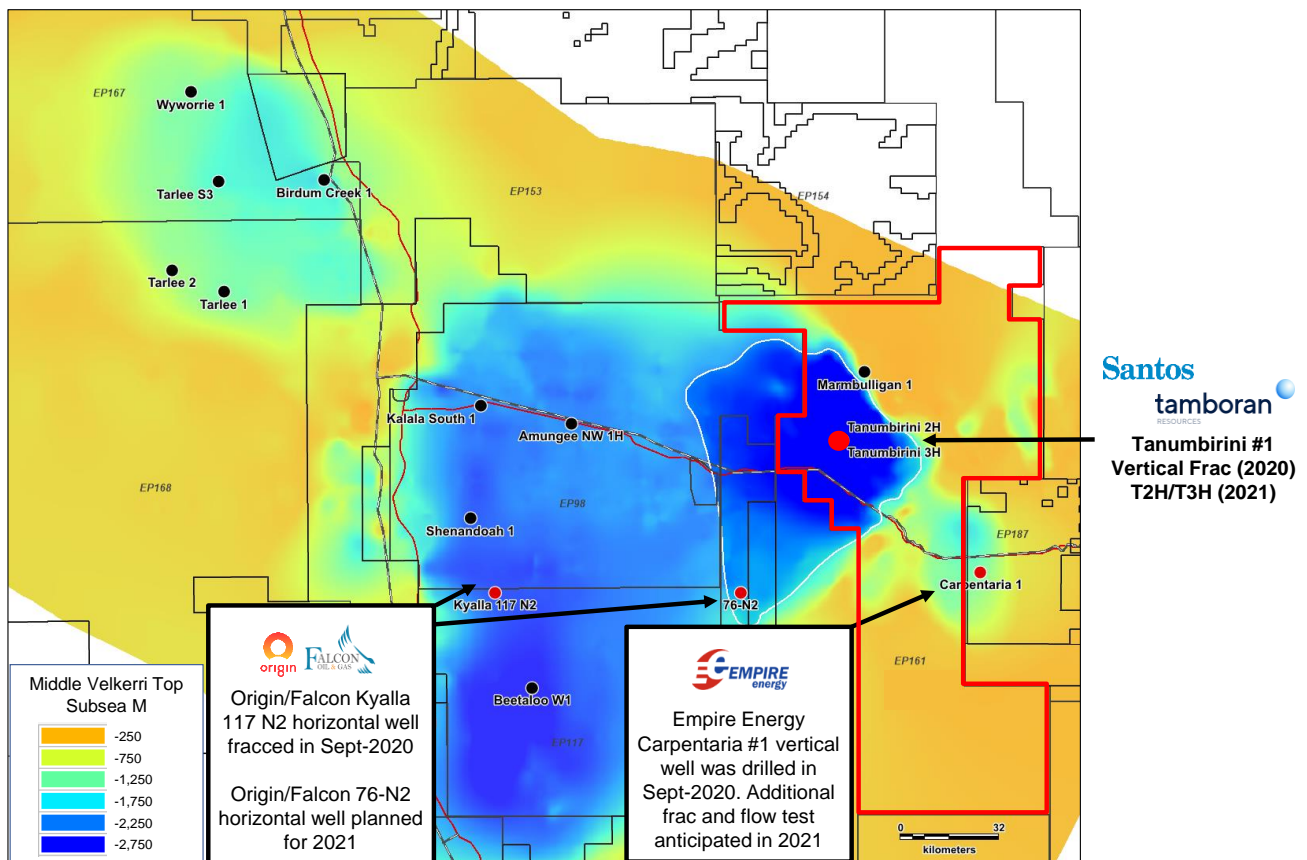 EP167
Wyworrie 1
Tarlee S3
Birdum Creek 1
EP153
EP154
Tarlee 2
Tarlee 1
Marmbulligan 1
Kalala South 1
Amungee NW 1H
Tanumbirini 2H
Tanumbirini 3H
EP168
EP98
Shenandoah 1
EP187
Carpentaria 1
Kyalla 117 N2
76-N2
EP161
Beetaloo W1
EP117
Santos
tamboran
RESOURCES
Tanumbirini #1
Vertical Frac (2020)
T2H/T3H (2021)
Middle Velkerri Top
Subsea M
-250
-750
-1,250
-1,750
-2,250
-2,750
origin
FALCON
OIL & GAS
Origin/Falcon Kyalla
117 N2 horizontal well
fracced in Sept-2020
Origin/Falcon 76-N2
horizontal well planned
for 2021
e EMPIRE
energy
Empire Energy
Carpentaria #1 vertical
well was drilled in
Sept-2020. Additional
frac and flow test
anticipated in 2021
0 32
kilometers